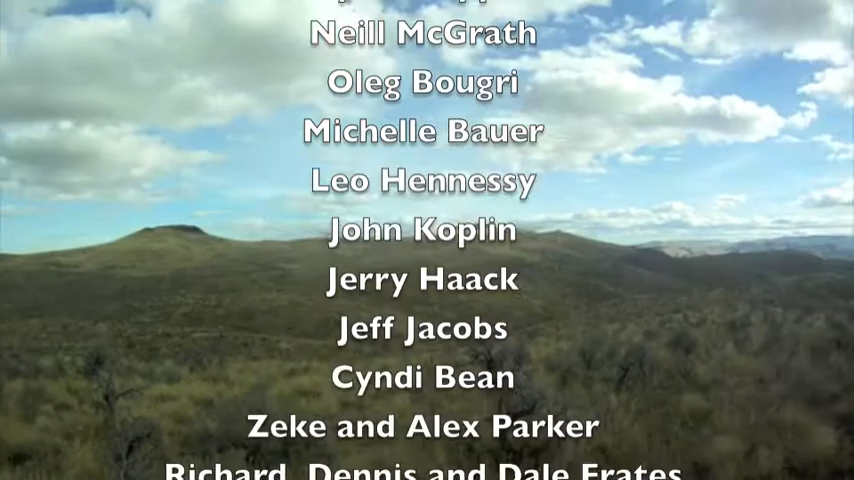 Neill McGrath
Oleg Bougri
Michelle Bauer
Leo Hennessy
John Koplin
Jerry Haack
Jeff Jacobs
Cyndi Bean
Zeke and Alex Parker
Richard, Dennis and Dale Frates